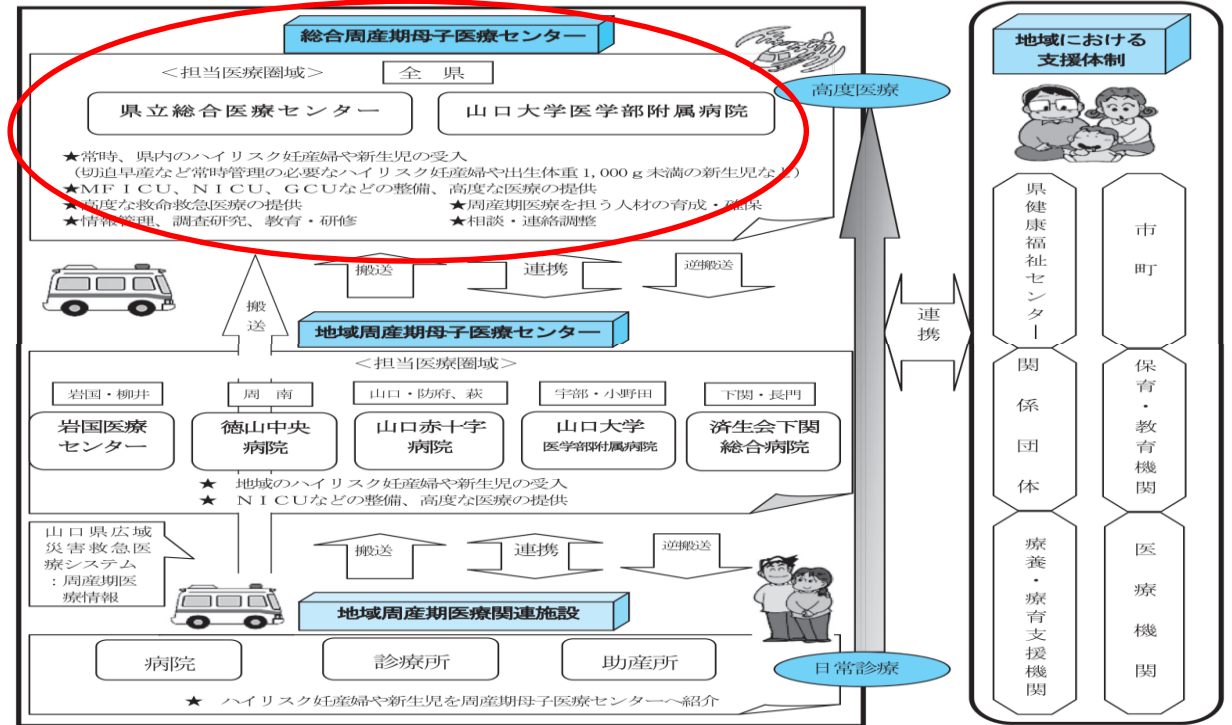 総合周産期母子医療センター
＜担当医療圏域＞
全　県
県立総合医療センター
山口大学医学部附属病院
★常時、県内のハイリスク妊産婦や新生児の受入
（切迫早産など常時管理の必要なハイリスク妊産婦や出生体重1,000ｇ未満の新生児など）
★ＭＦＩＣＵ、ＮＩＣＵ、ＧＣＵなどの整備、高度な医療の提供
★高度な救命救急医療の提供
★周産期医療を担う人材の育成・確保
★情報管理、調査研究、教育・研修
★相談・連絡調整
高度医療
搬送
搬送
連携
逆搬送
地域周産期母子医療センター
＜担当医療圏域＞
岩国・柳井
周　南
山口・防府、萩
宇部・小野田
下関・長門
岩国医療
センター
徳山中央
病院
山口赤十字
病院
山口大学
医学部附属病院
済生会下関
総合病院
★　地域のハイリスク妊産婦や新生児の受入
★　ＮＩＣＵなどの整備、高度な医療の提供
山口県広域
災害救急医
療システム
：周産期医
療情報
搬送
連携
逆搬送
地域周産期医療関連施設
病院
診療所
助産所
★　ハイリスク妊産婦や新生児を周産期母子医療センターへ紹介
日常診療
連携
地域における
支援体制
県健康福祉センター
市町
関係団体
保育・教育機関
療養・療育支援機関
医療機関